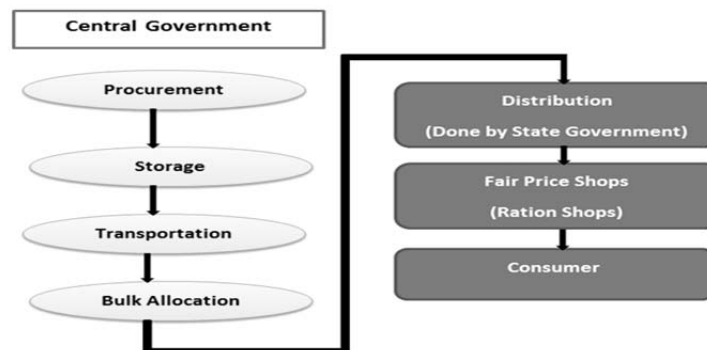 Central Government
Procurement
Storage
Transportation
Bulk Allocation
Distribution
(Done by State Government)
Fair Price Shops
(Ration Shops)
Consumer